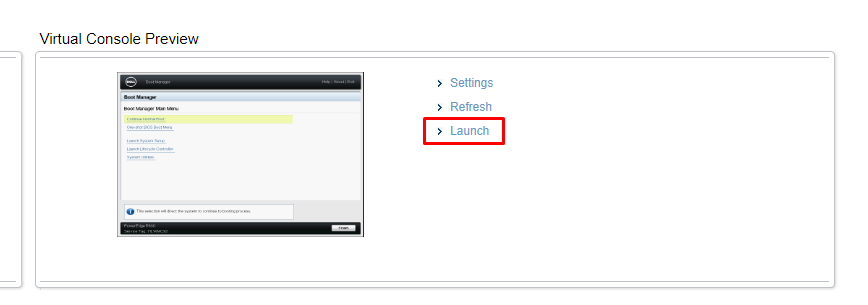 Virtual Console Preview
Settings
Refresh
Launch
DELL
Boot Manager
Help | About | Exit
Boot Manager
Boot Manager Main Menu
Continue Normal Boot
One-shot BIOS Boot Menu
Launch System Setup
Launch Lifecycle Controller
System Utilities
This selection will direct the system to continue to booting process.
PowerEdge
Service Tag:
Finish